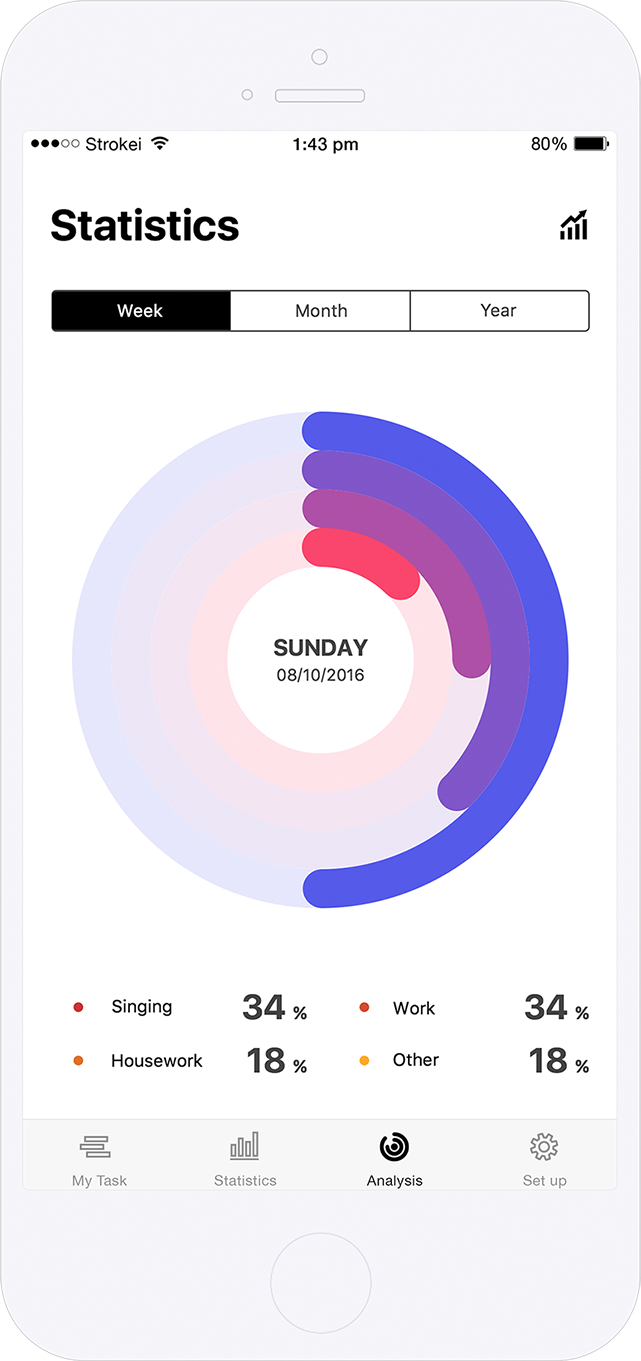 Strokei 1:43 pm 80%
Statistics
Week Month Year
SUNDAY
08/10/2016
Singing 34 % Work 34 %
Housework 18 % Other 18 %
My Task Statistics Analysis Set up